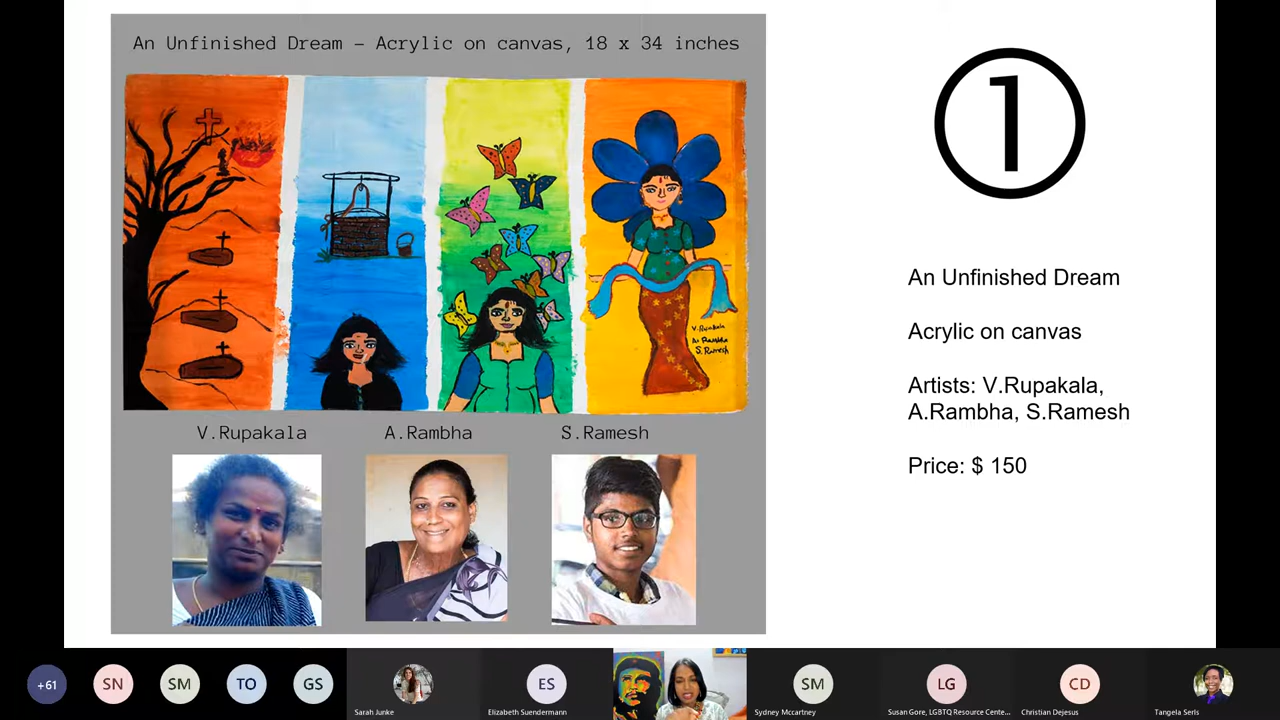 An Unfinished Dream – Acrylic on canvas, 18 x 34 inches
V.Rupakala
A.Rambha
S.Ramesh
V.Rupakala A.Rambha S.Ramesh
1
An Unfinished Dream
Acrylic on canvas
Artists: V.Rupakala,
A.Rambha, S.Ramesh
Price: $ 150
+61 SN SM TO GS ES SM LG CD
Sarah Junke Elizabeth Suendermann Sydney Mccartney Susan Gore, LGBTQ Resource Cente... Christian Dejesus Tangela Serls